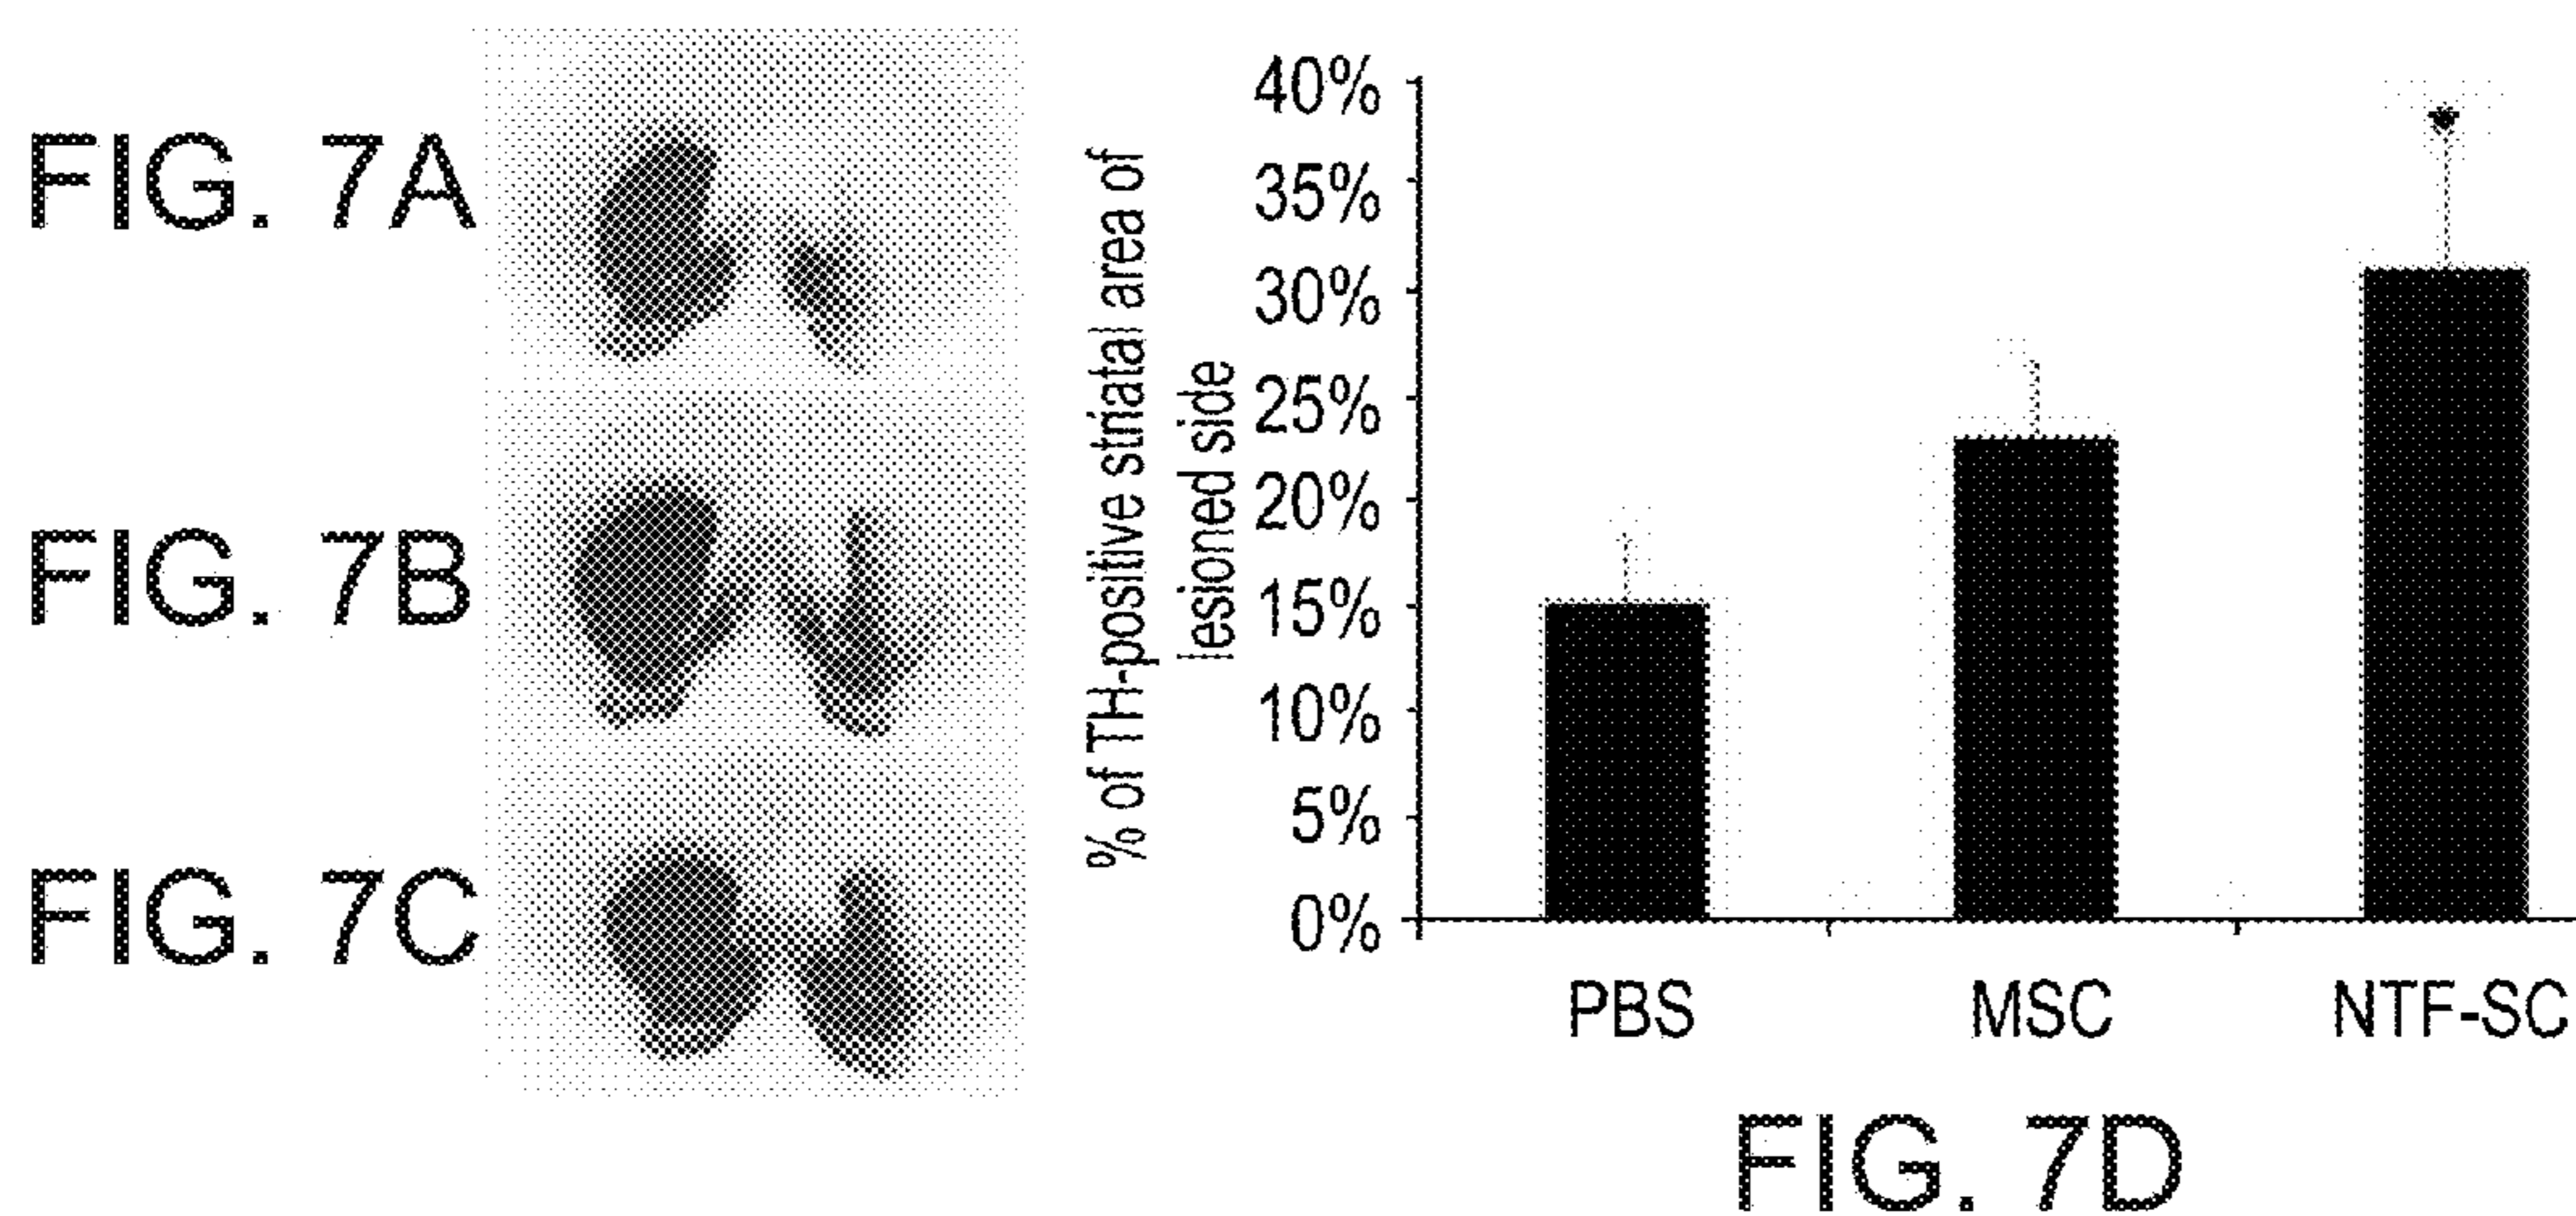 FIG. 7A
FIG. 7B
FIG. 7C
% of TH-positive striatal area of
lesioned side
40%
35%
30%
25%
20%
15%
10%
5%
0%
PBS
MSC
NTF-SC
FIG. 7D